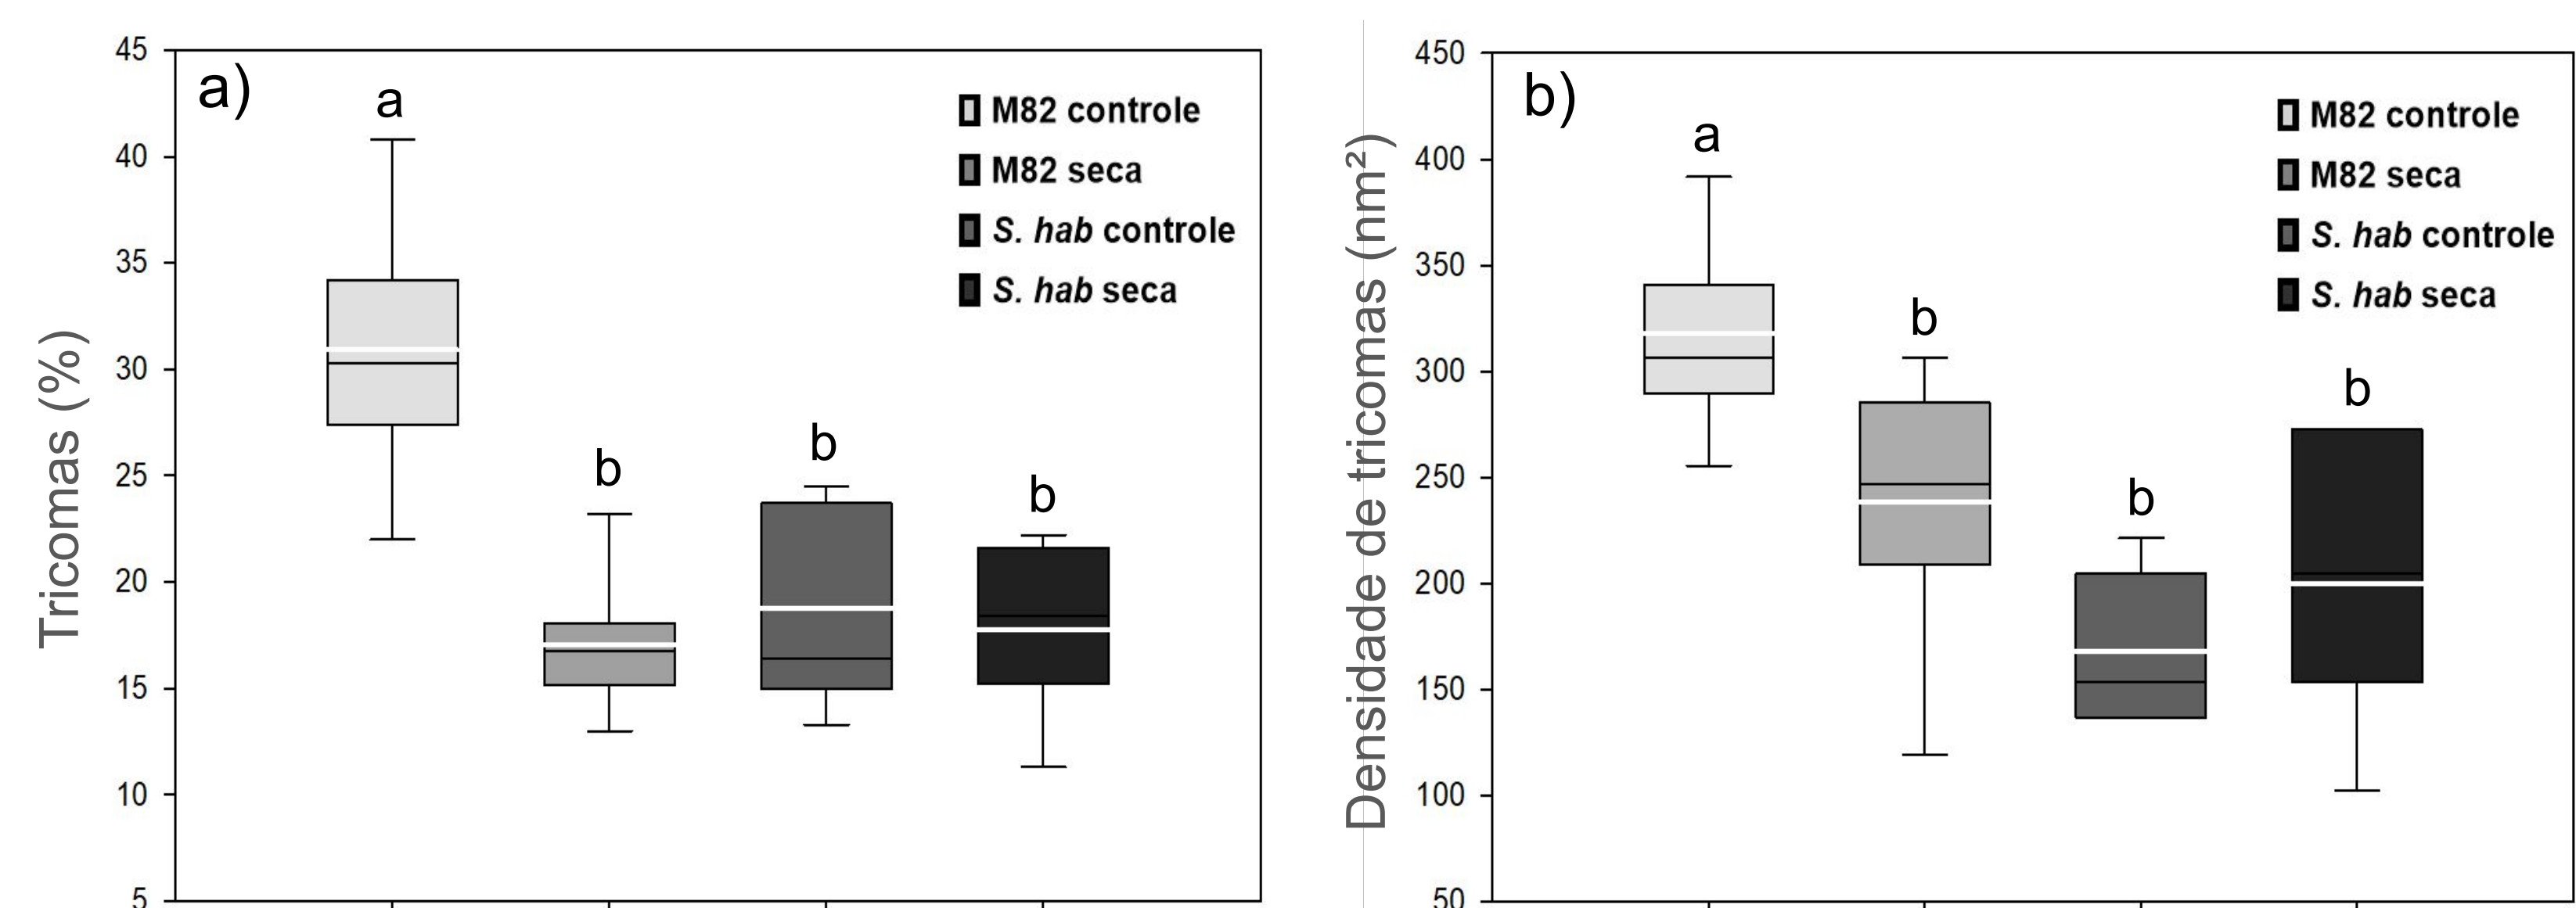 a)
Tricomas (%)
45
40
35
30
25
20
15
10
5
a
b
b
b
M82 controle
M82 seca
S. hab controle
S. hab seca
b)
Densidade de tricomas (nm²)
450
400
350
300
250
200
150
100
50
a
b
b
b
M82 controle
M82 seca
S. hab controle
S. hab seca